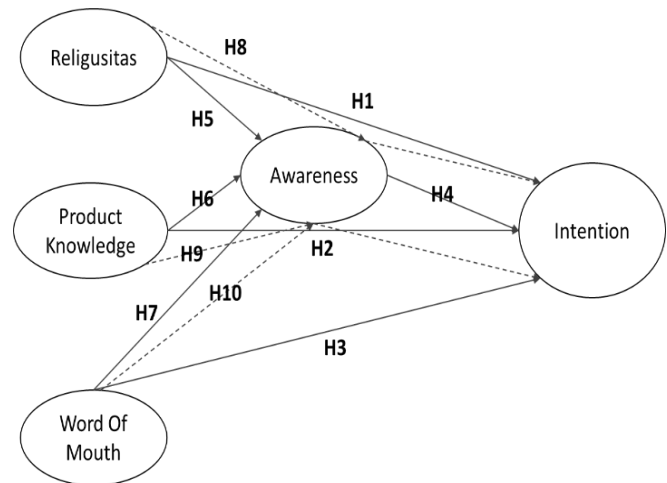 Religusitas
H8
H1
H5
Awareness
H6
H4
Product
Knowledge
Intention
H9
H2
H10
H7
H3
Word Of
Mouth